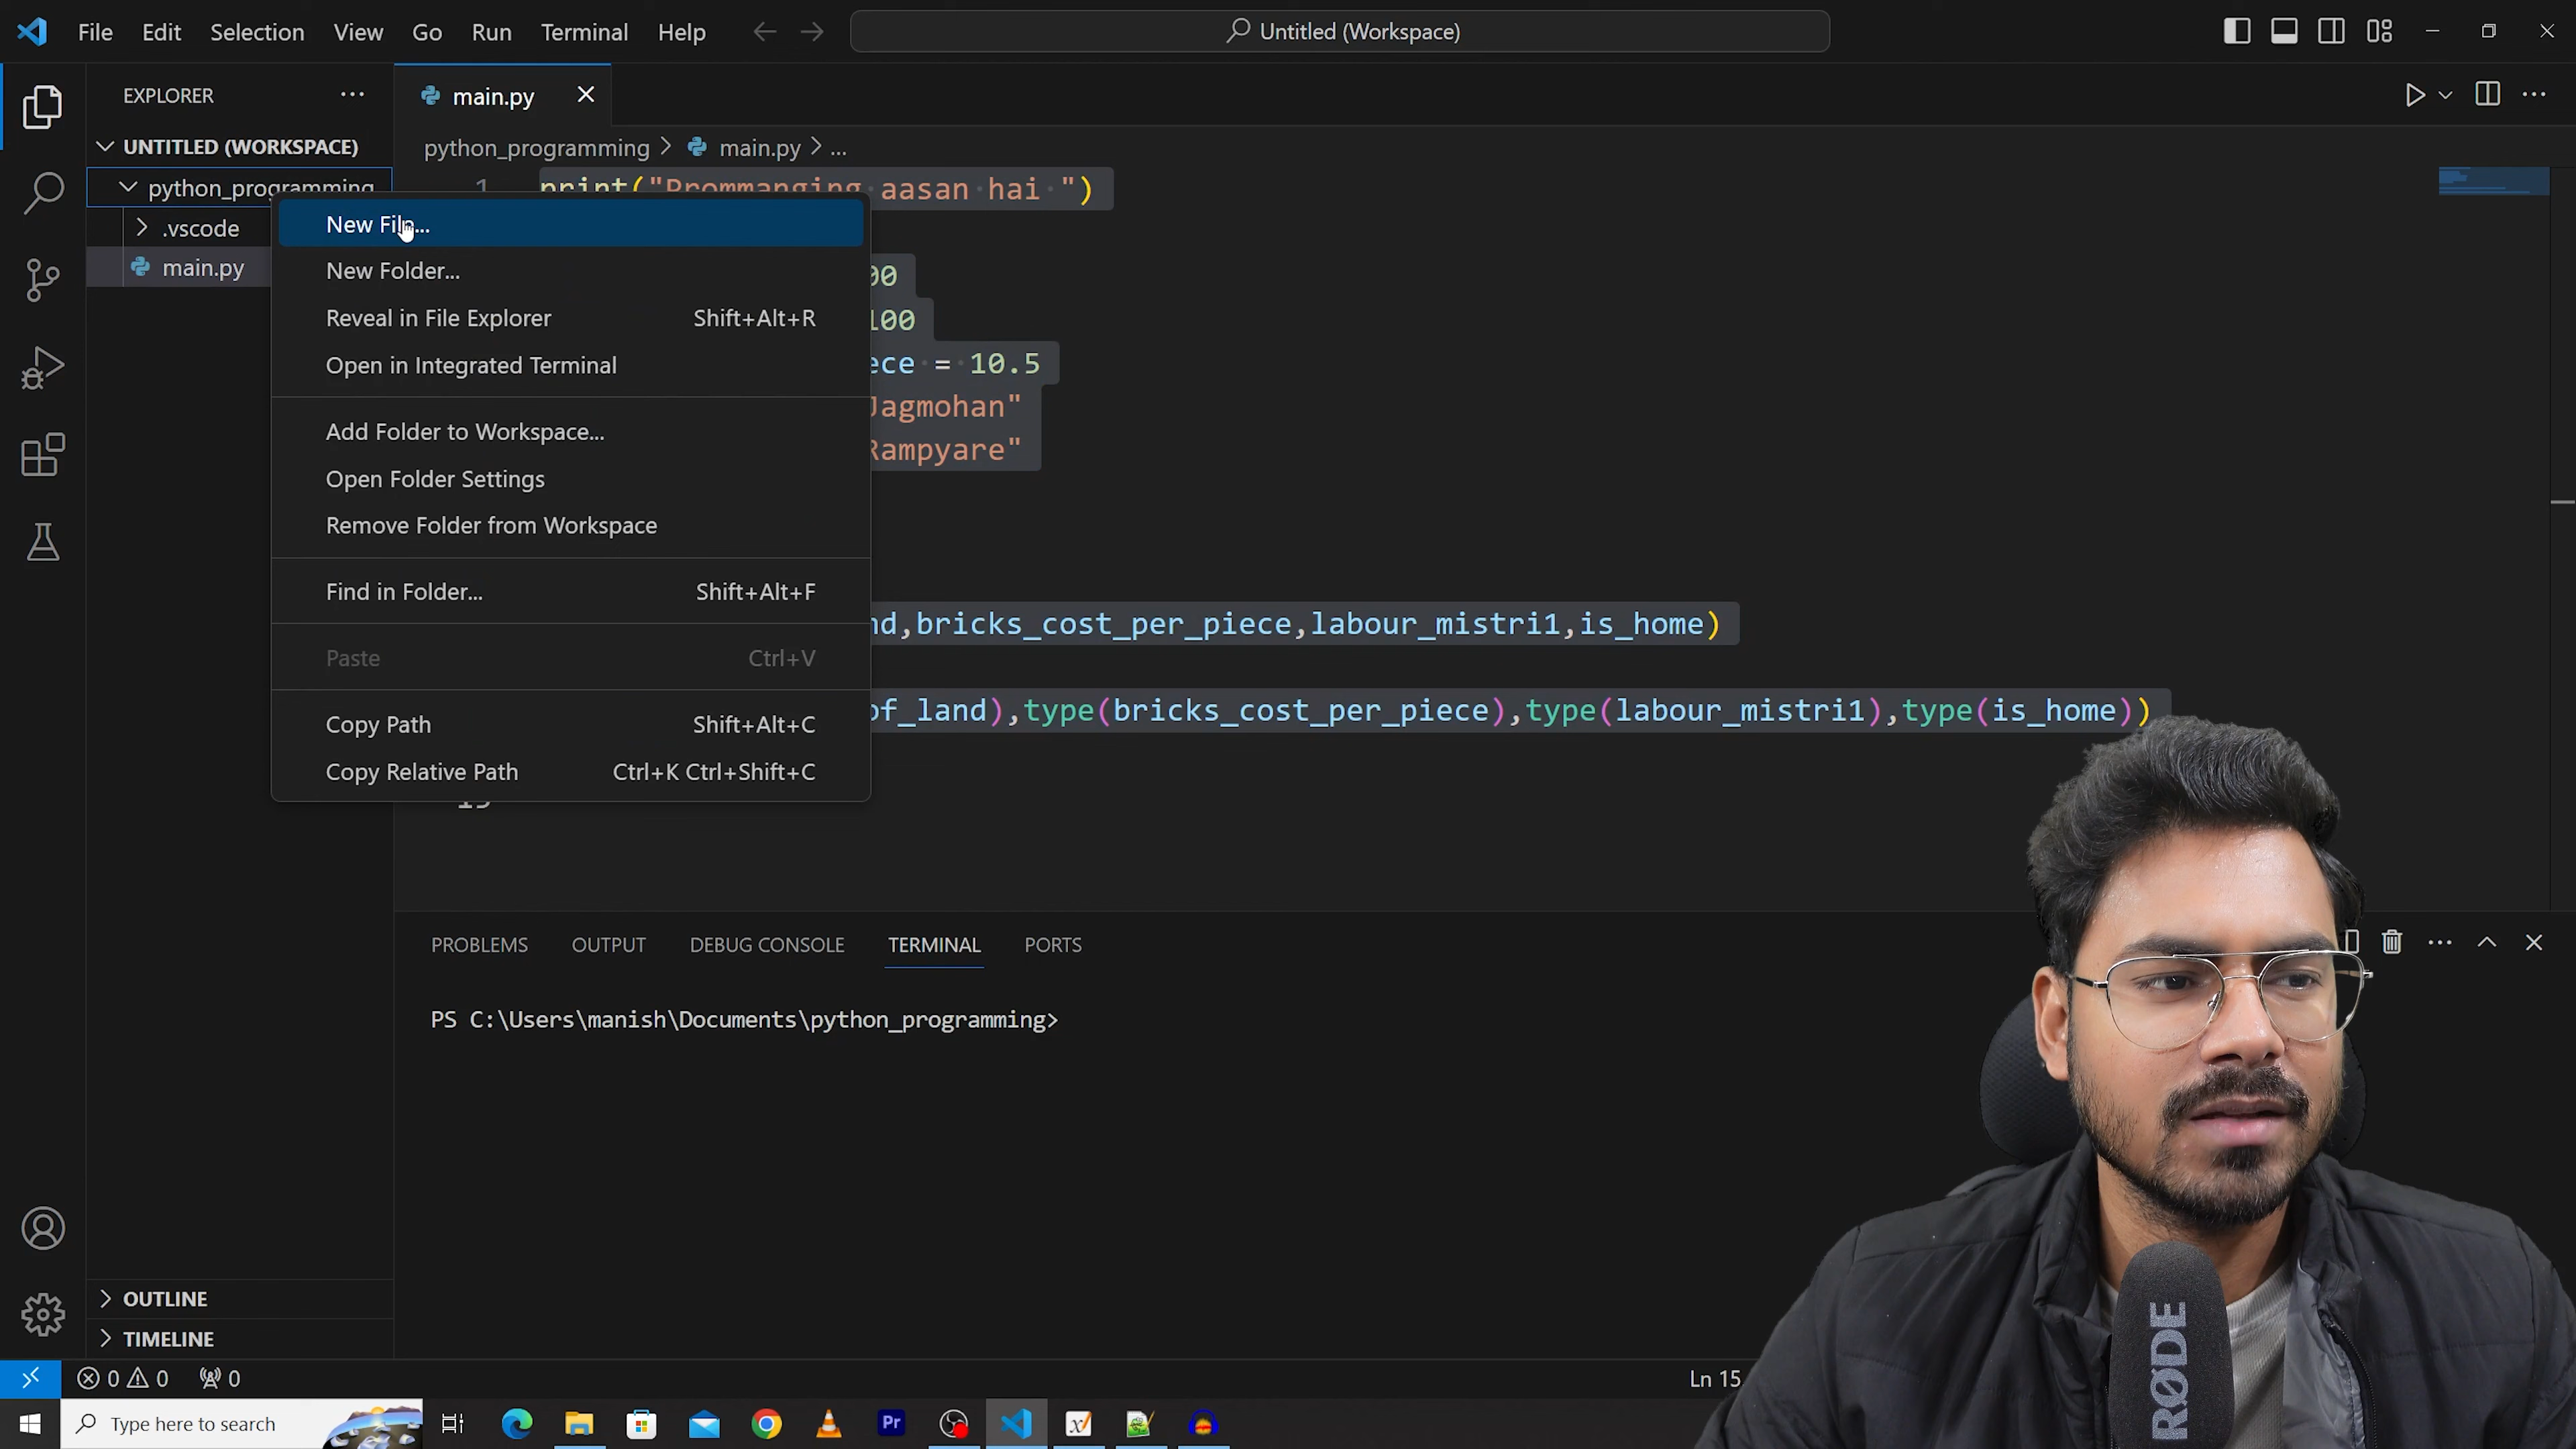 File Edit Selection View Go Run Terminal Help Untitled (Workspace)
EXPLORER
main.py
UNTITLED (WORKSPACE)
python_programming > main.py > ...
python_programming
1 print("Prommanging aasan hai ")
.vscode
main.py
New File...
New Folder...
Reveal in File Explorer Shift+Alt+R
Open in Integrated Terminal
Add Folder to Workspace...
Open Folder Settings
Remove Folder from Workspace
Find in Folder... Shift+Alt+F
Paste Ctrl+V
Copy Path Shift+Alt+C
Copy Relative Path Ctrl+K Ctrl+Shift+C
00
100
ece = 10.5
Jagmohan"
Rampyare"
nd,bricks_cost_per_piece,labour_mistri1,is_home)
of_land),type(bricks_cost_per_piece),type(labour_mistri1),type(is_home))
PROBLEMS OUTPUT DEBUG CONSOLE TERMINAL PORTS
PS C:\Users\manish\Documents\python_programming>
OUTLINE
TIMELINE
0 0 0
Ln 15
Type here to search
Pr
RØDE